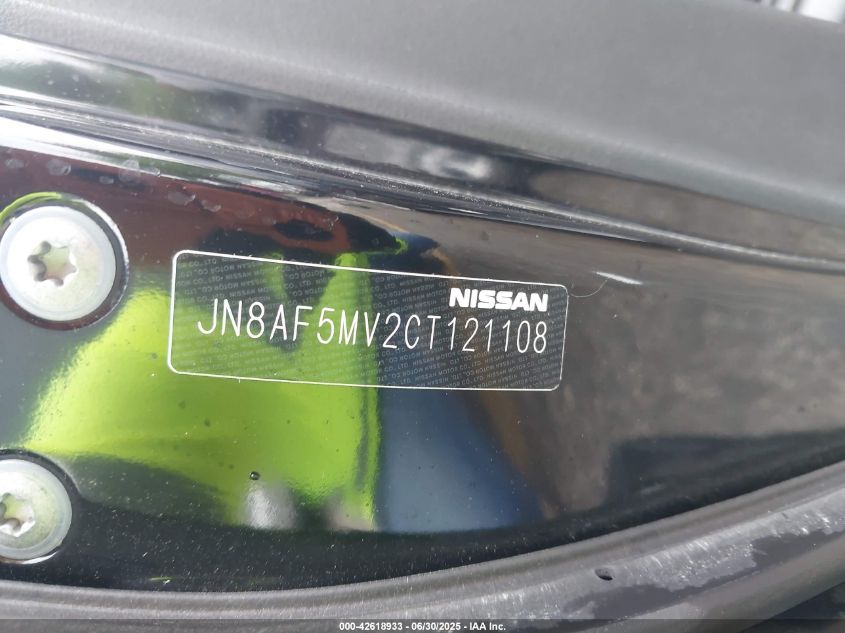 NISSAN
JN8AF5MV2CT121108
000-42618933 - 06/30/2025 - IAA Inc.